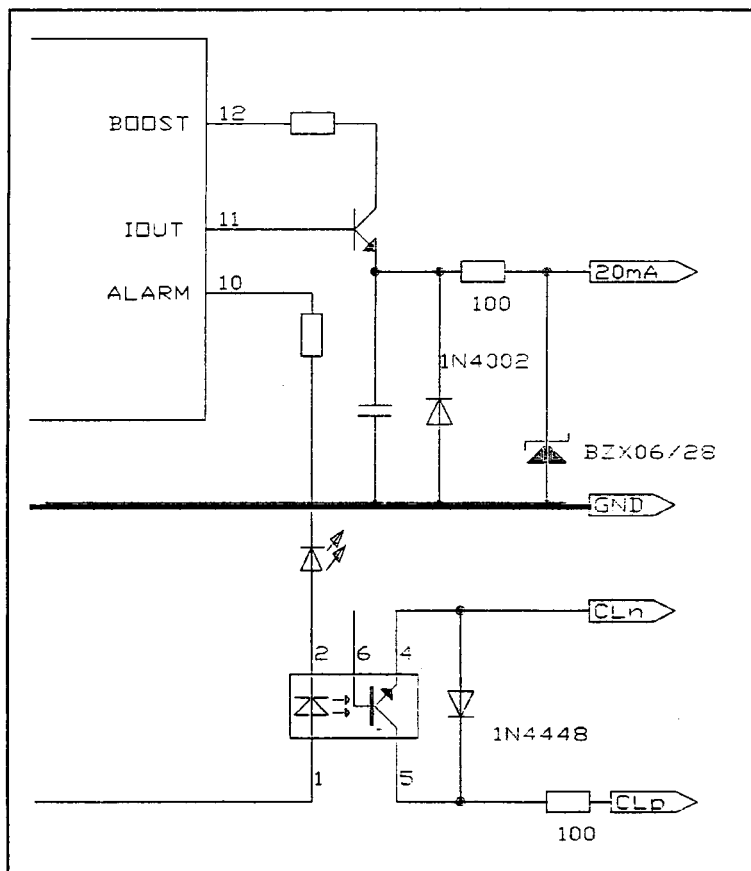 BOOST 12
IOUT 11
ALARM 10
20mA
100
1N4002
BZX06/28
GND
CLn
2 6 4
1N4448
1 5
CLp
100